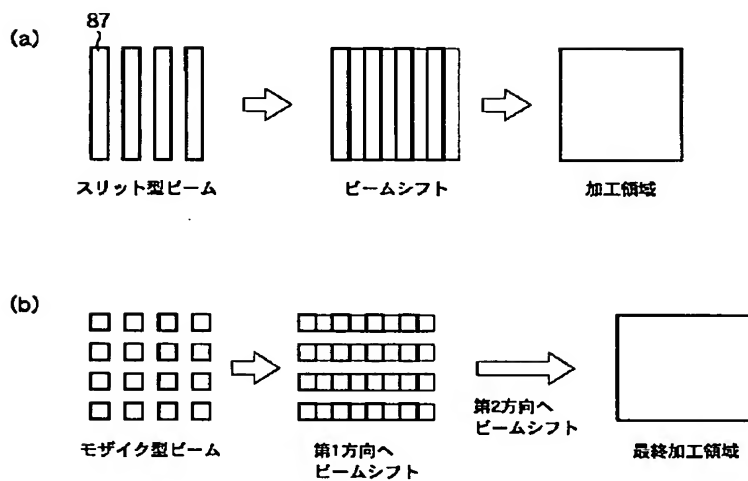 (a)
87
スリット型ビーム
ビームシフト
加工領域
(b)
モザイク型ビーム
第1方向へ
ビームシフト
第2方向へ
ビームシフト
最終加工領域